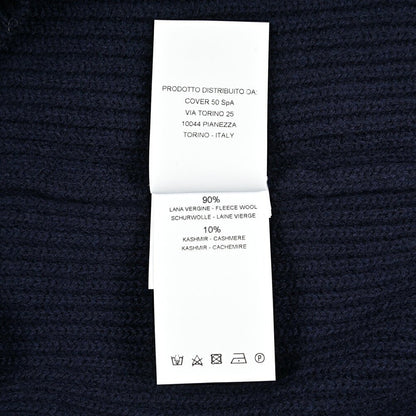 PRODOTTO DISTRIBUITO DA:
COVER 50 SpA
VIA TORINO 25
10044 PIANEZZA
TORINO - ITALY
90%
LANA VERGINE - FLEECE WOOL
SCHURWOLLE - LAINE VIERGE
10%
KASHMIR - CASHMERE
KASHMIR - CACHEMIRE
P